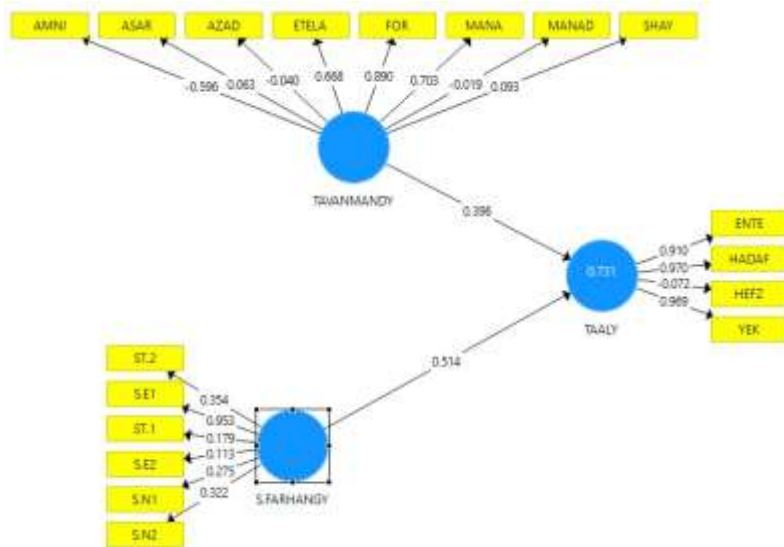 AMNI ASAR AZAD ETELA FOR MANA MANAD SHAY
-0.596 0.063 -0.040 0.668 0.890 0.703 -0.019 0.093
TAVANMANDY
0.396
ENTE
0.910
HADAF
0.970
0.731
-0.072
HEFZ
0.969
YEK
TAALY
0.514
ST.2
0.354
S.E1
0.953
ST.1
0.179
S.E2
0.113
0.275
S.N1
0.322
S.N2
S.FARHANGY